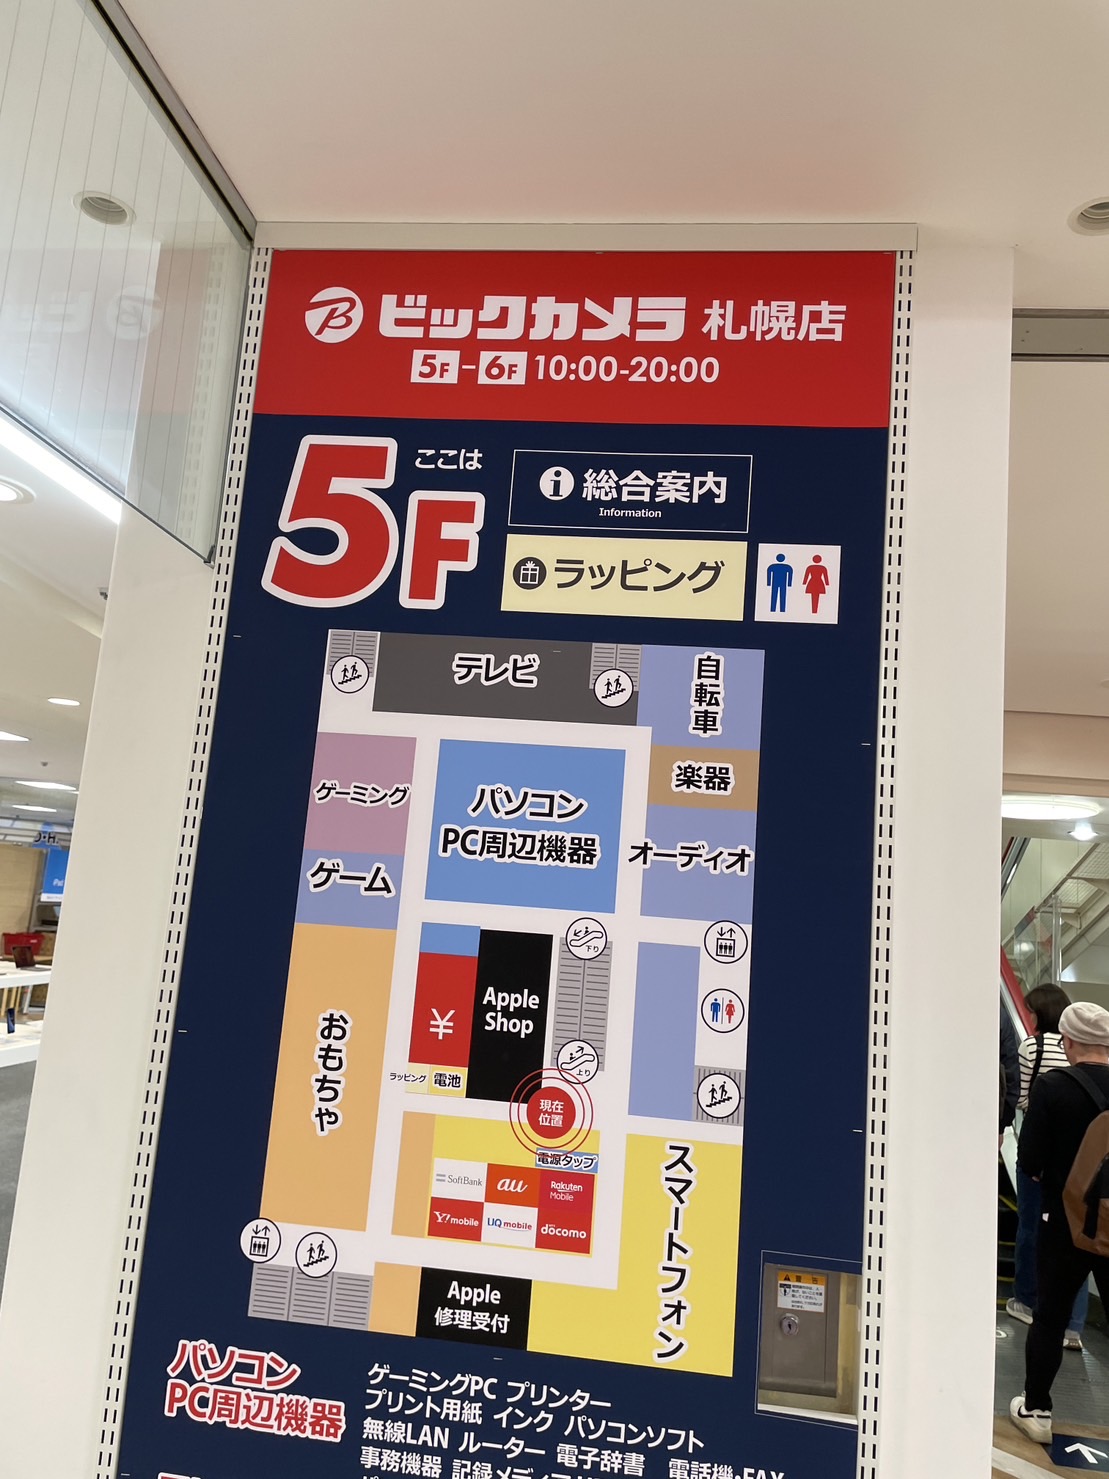 B ビックカメラ 札幌店
5F-6F 10:00-20:00
ここは
5F
i 総合案内
Information
ラッピング
テレビ
自転車
楽器
オーディオ
ゲーミング
ゲーム
パソコン
PC周辺機器
おもちゃ
¥
Apple
Shop
下り
上り
ラッピング
電池
現在
位置
電源タップ
SoftBank
au
Rakuten
Mobile
Y!mobile
UQ mobile
docomo
スマートフォン
Apple
修理受付
パソコン
PC周辺機器
ゲーミングPC プリンター
プリント用紙 インク パソコンソフト
無線LAN ルーター 電子辞書 電話機・FAX
事務機器 記録メディア
警告